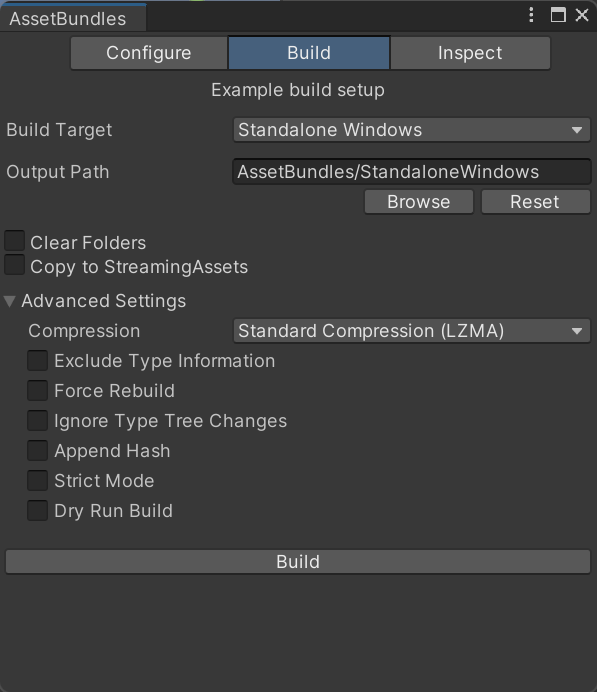 AssetBundles
Configure Build Inspect
Example build setup
Build Target Standalone Windows
Output Path AssetBundles/StandaloneWindows
Browse Reset
Clear Folders
Copy to StreamingAssets
Advanced Settings
Compression Standard Compression (LZMA)
Exclude Type Information
Force Rebuild
Ignore Type Tree Changes
Append Hash
Strict Mode
Dry Run Build
Build